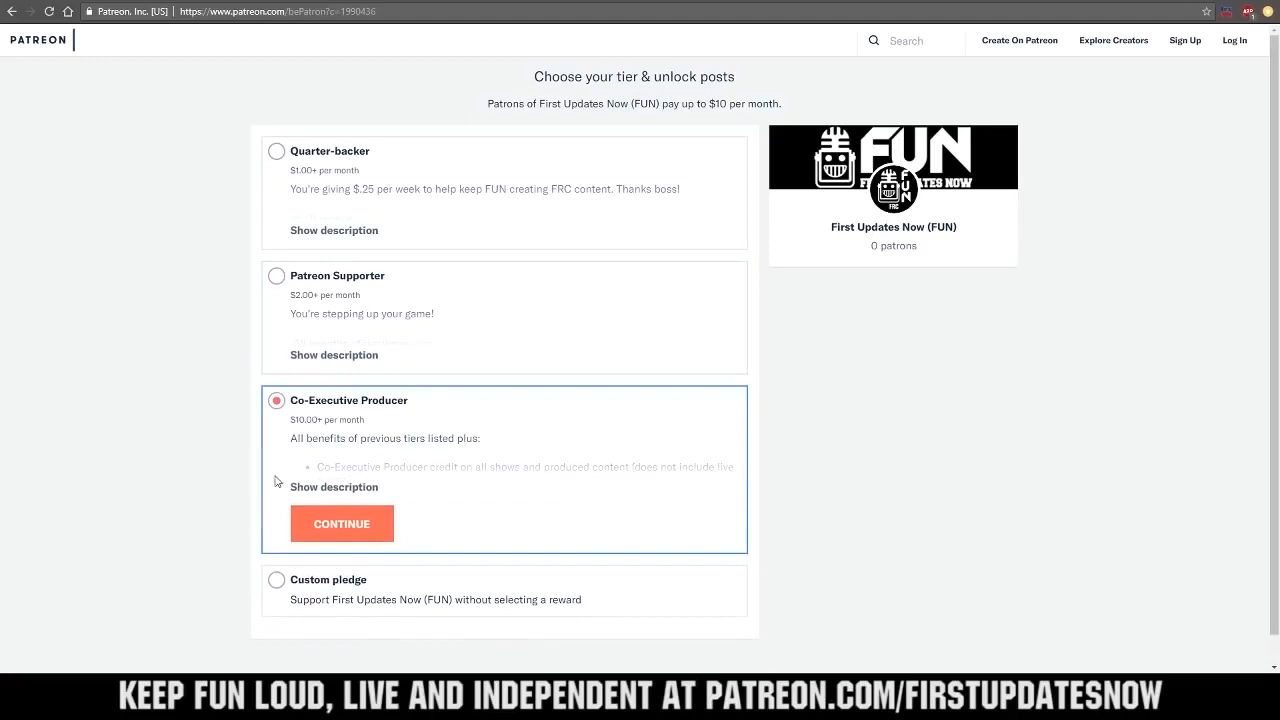 Patreon, Inc. [US] | https://www.patreon.com/bePatron?c=1990436
PATREON
Search
Create On Patreon
Explore Creators
Sign Up
Log In
Choose your tier & unlock posts
Patrons of First Updates Now (FUN) pay up to $10 per month.
Quarter-backer
$1.00+ per month
You're giving $.25 per week to help keep FUN creating FRC content. Thanks boss!
Show description
Patreon Supporter
$2.00+ per month
You're stepping up your game!
Show description
Co-Executive Producer
$10.00+ per month
All benefits of previous tiers listed plus:
• Co-Executive Producer credit on all shows and produced content (does not include live
Show description
CONTINUE
Custom pledge
Support First Updates Now (FUN) without selecting a reward
FUN
FUN
FRC
First Updates Now (FUN)
0 patrons
KEEP FUN LOUD, LIVE AND INDEPENDENT AT PATREON.COM/FIRSTUPDATESNOW